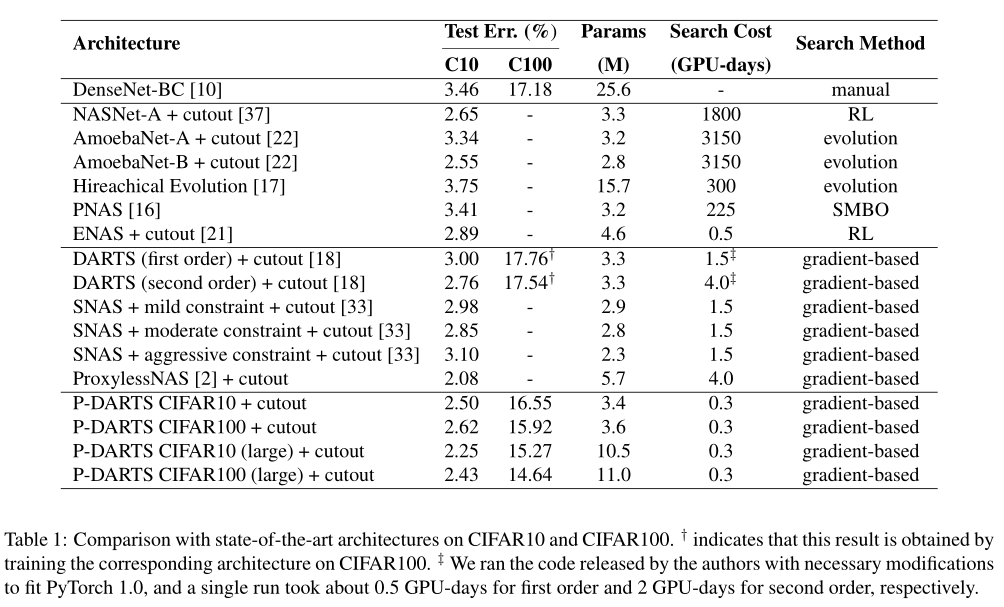 Architecture Test Err. (%) Params Search Cost Search Method
C10 C100 (M) (GPU-days)
DenseNet-BC [10] 3.46 17.18 25.6 - manual
NASNet-A + cutout [37] 2.65 - 3.3 1800 RL
AmoebaNet-A + cutout [22] 3.34 - 3.2 3150 evolution
AmoebaNet-B + cutout [22] 2.55 - 2.8 3150 evolution
Hireachical Evolution [17] 3.75 - 15.7 300 evolution
PNAS [16] 3.41 - 3.2 225 SMBO
ENAS + cutout [21] 2.89 - 4.6 0.5 RL
DARTS (first order) + cutout [18] 3.00 17.76† 3.3 1.5‡ gradient-based
DARTS (second order) + cutout [18] 2.76 17.54† 3.3 4.0‡ gradient-based
SNAS + mild constraint + cutout [33] 2.98 - 2.9 1.5 gradient-based
SNAS + moderate constraint + cutout [33] 2.85 - 2.8 1.5 gradient-based
SNAS + aggressive constraint + cutout [33] 3.10 - 2.3 1.5 gradient-based
ProxylessNAS [2] + cutout 2.08 - 5.7 4.0 gradient-based
P-DARTS CIFAR10 + cutout 2.50 16.55 3.4 0.3 gradient-based
P-DARTS CIFAR100 + cutout 2.62 15.92 3.6 0.3 gradient-based
P-DARTS CIFAR10 (large) + cutout 2.25 15.27 10.5 0.3 gradient-based
P-DARTS CIFAR100 (large) + cutout 2.43 14.64 11.0 0.3 gradient-based
Table 1: Comparison with state-of-the-art architectures on CIFAR10 and CIFAR100. † indicates that this result is obtained by
training the corresponding architecture on CIFAR100. ‡ We ran the code released by the authors with necessary modifications
to fit PyTorch 1.0, and a single run took about 0.5 GPU-days for first order and 2 GPU-days for second order, respectively.